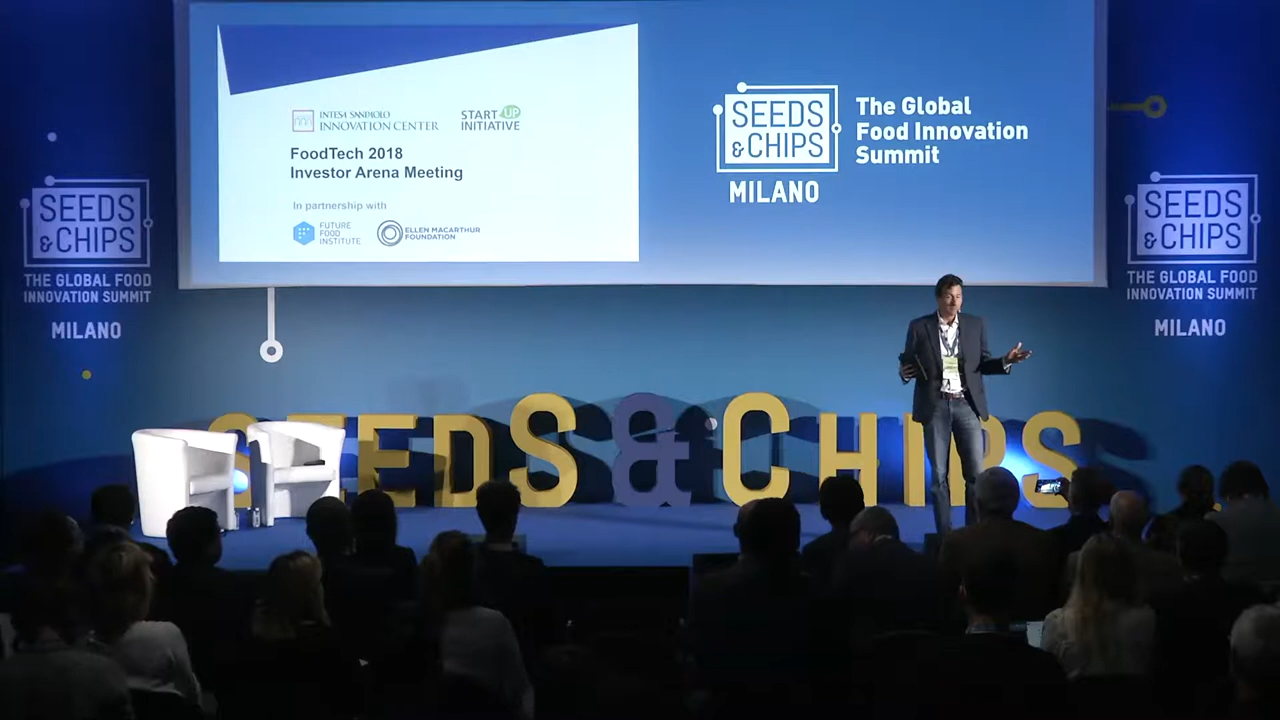 INTESA SANPAOLO
INNOVATION CENTER
START UP
INITIATIVE
FoodTech 2018
Investor Arena Meeting
In partnership with
FUTURE
FOOD
INSTITUTE
ELLEN MACARTHUR
FOUNDATION
SEEDS
& CHIPS
MILANO
The Global
Food Innovation
Summit
SEEDS
& CHIPS
THE GLOBAL FOOD
INNOVATION SUMMIT
MILANO
SEEDS
& CHIPS
THE GLOBAL FOOD
INNOVATION SUMMIT
MILANO
SEEDS & CHIPS